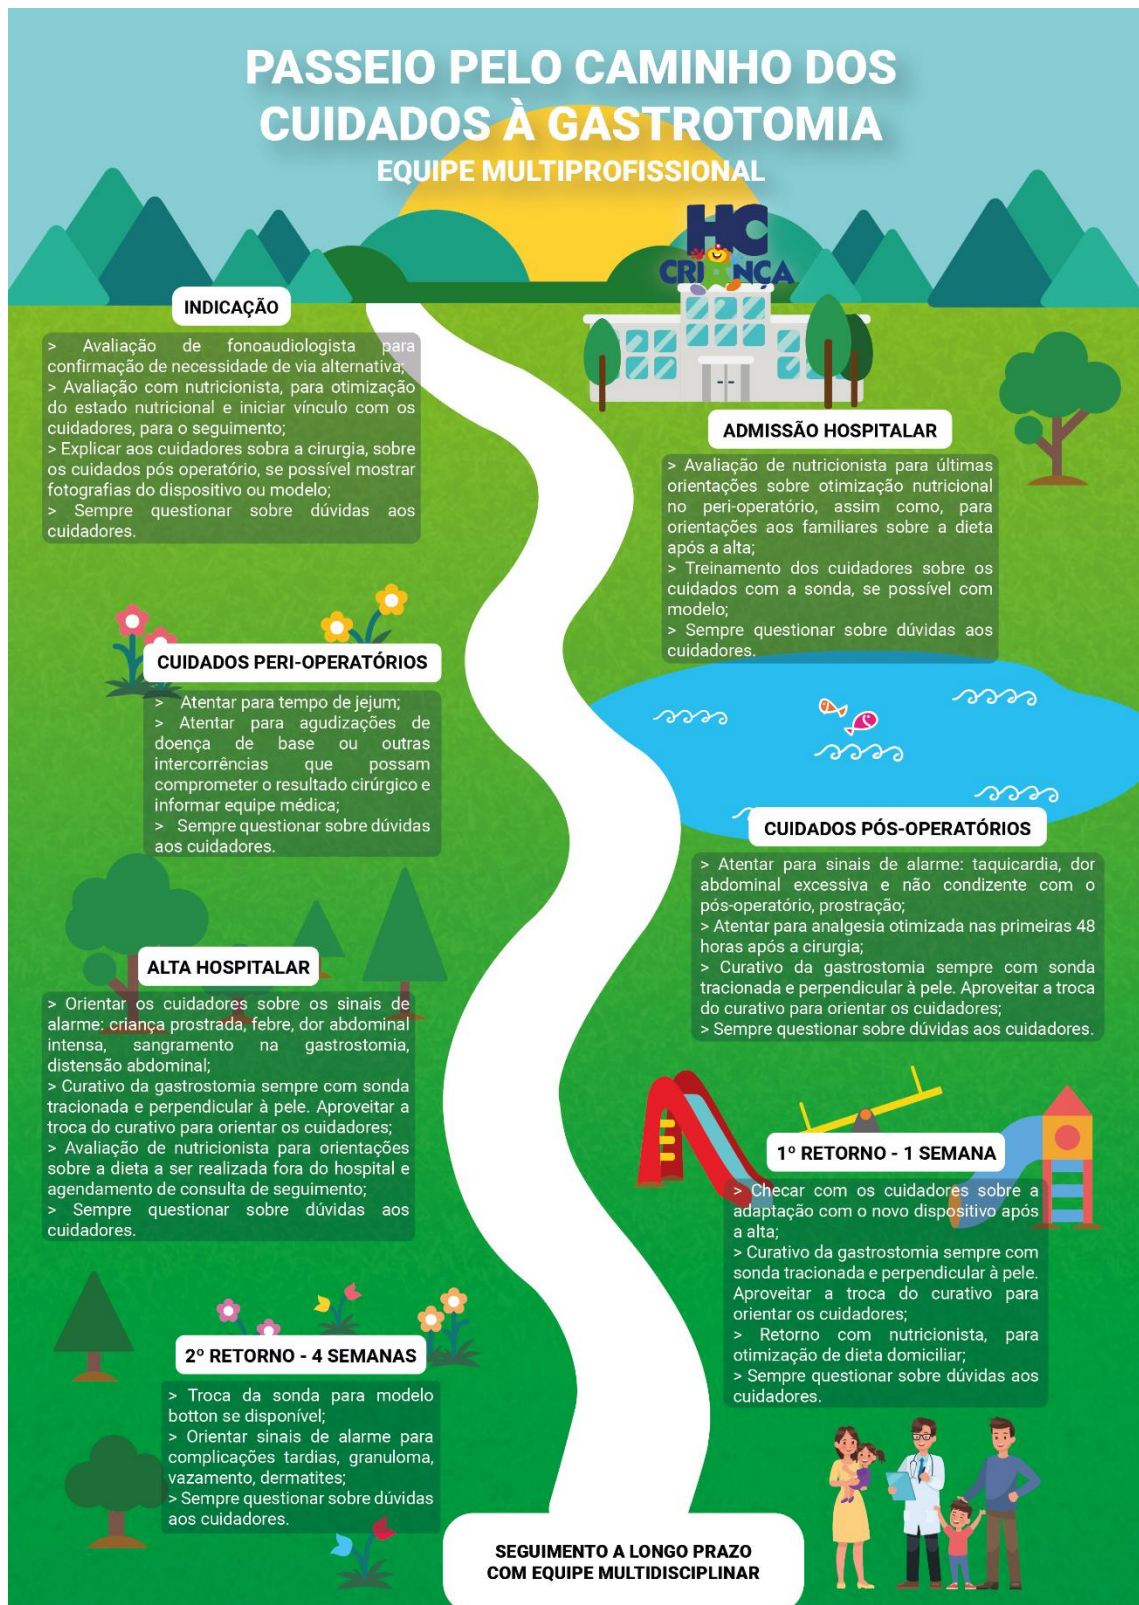 PASSEIO PELO CAMINHO DOS
CUIDADOS À GASTROTOMIA
EQUIPE MULTIPROFISSIONAL
HC
CRIANÇA
INDICAÇÃO
> Avaliação de fonoaudiologista para
confirmação de necessidade de via alternativa;
> Avaliação com nutricionista, para otimização
do estado nutricional e iniciar vínculo com os
cuidadores, para o seguimento;
> Explicar aos cuidadores sobra a cirurgia, sobre
os cuidados pós operatório, se possível mostrar
fotografias do dispositivo ou modelo;
> Sempre questionar sobre dúvidas aos
cuidadores.
ADMISSÃO HOSPITALAR
> Avaliação de nutricionista para últimas
orientações sobre otimização nutricional
no peri-operatório, assim como, para
orientações aos familiares sobre a dieta
após a alta;
> Treinamento dos cuidadores sobre os
cuidados com a sonda, se possível com
modelo;
> Sempre questionar sobre dúvidas aos
cuidadores.
CUIDADOS PERI-OPERATÓRIOS
> Atentar para tempo de jejum;
> Atentar para agudizações de
doença de base ou outras
intercorrências que possam
comprometer o resultado cirúrgico e
informar equipe médica;
> Sempre questionar sobre dúvidas
aos cuidadores.
CUIDADOS PÓS-OPERATÓRIOS
> Atentar para sinais de alarme: taquicardia, dor
abdominal excessiva e não condizente com o
pós-operatório, prostração;
> Atentar para analgesia otimizada nas primeiras 48
horas após a cirurgia;
> Curativo da gastrostomia sempre com sonda
tracionada e perpendicular à pele. Aproveitar a troca
do curativo para orientar os cuidadores;
> Sempre questionar sobre dúvidas aos cuidadores.
ALTA HOSPITALAR
> Orientar os cuidadores sobre os sinais de
alarme: criança prostrada, febre, dor abdominal
intensa, sangramento na gastrostomia,
distensão abdominal;
> Curativo da gastrostomia sempre com sonda
tracionada e perpendicular à pele. Aproveitar a
troca do curativo para orientar os cuidadores;
> Avaliação de nutricionista para orientações
sobre a dieta a ser realizada fora do hospital e
agendamento de consulta de seguimento;
> Sempre questionar sobre dúvidas aos
cuidadores.
1º RETORNO - 1 SEMANA
> Checar com os cuidadores sobre a
adaptação com o novo dispositivo após
a alta;
> Curativo da gastrostomia sempre com
sonda tracionada e perpendicular à pele.
Aproveitar a troca do curativo para
orientar os cuidadores;
> Retorno com nutricionista, para
otimização de dieta domiciliar;
> Sempre questionar sobre dúvidas aos
cuidadores.
2º RETORNO - 4 SEMANAS
> Troca da sonda para modelo
botton se disponível;
> Orientar sinais de alarme para
complicações tardias, granuloma,
vazamento, dermatites;
> Sempre questionar sobre dúvidas
aos cuidadores.
SEGUIMENTO A LONGO PRAZO
COM EQUIPE MULTIDISCIPLINAR